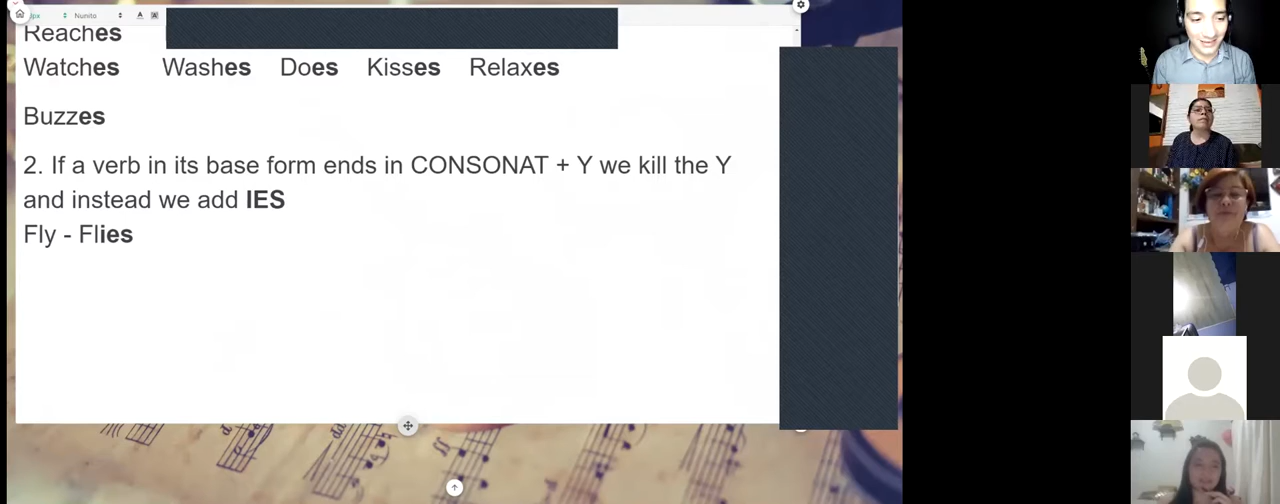 Nunito
Reaches
Watches Washes Does Kisses Relaxes
Buzzes
2. If a verb in its base form ends in CONSONAT + Y we kill the Y
and instead we add IES
Fly - Flies